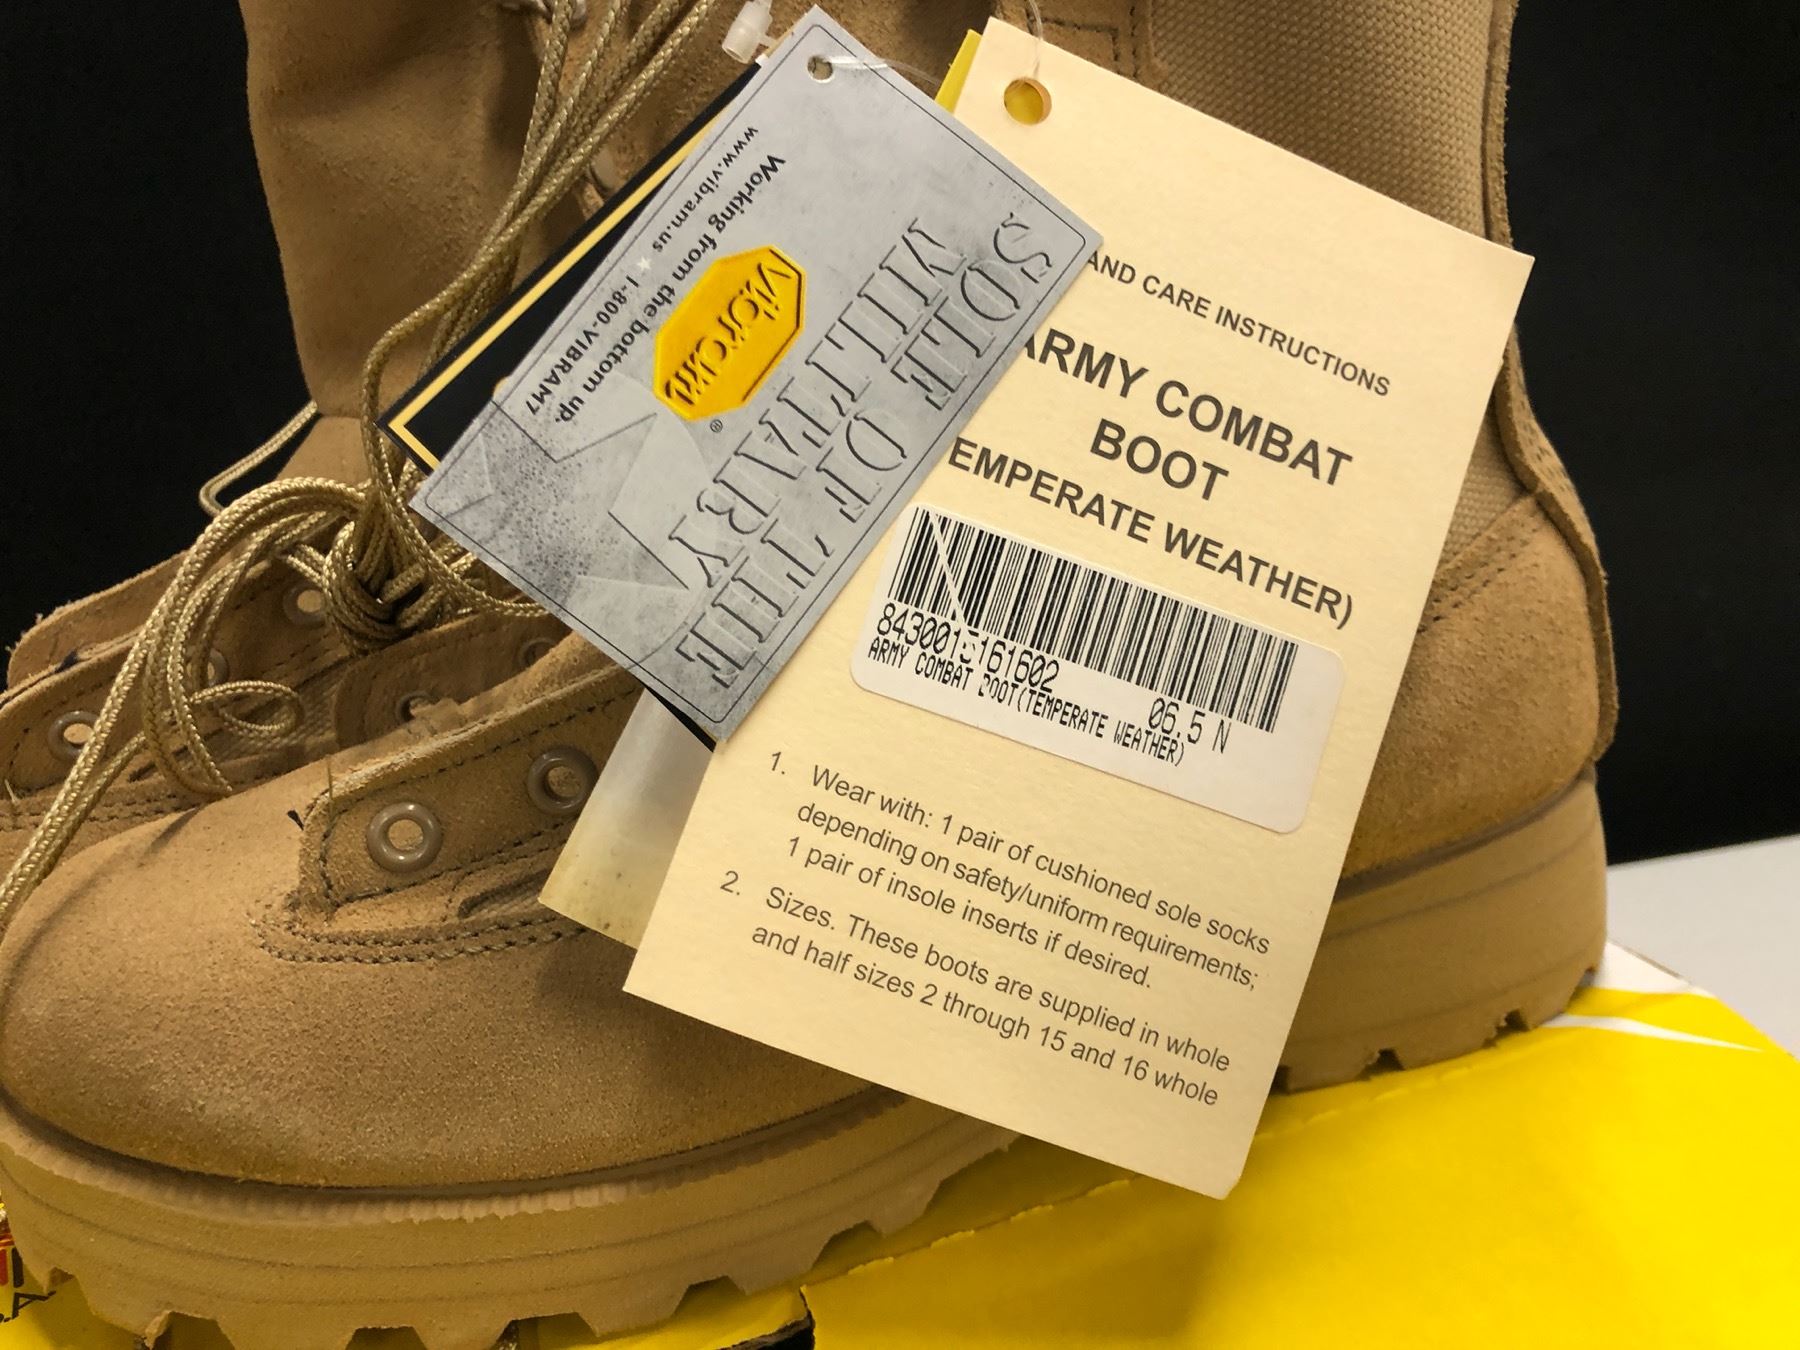 SOLE OF THE
MILITARY
vibram
®
Working from the bottom up.
www.vibram.us ★ 1-800-VIBRAM7
AND CARE INSTRUCTIONS
ARMY COMBAT
BOOT
EMPERATE WEATHER)
8430015161602
06.5 N
ARMY COMBAT BOOT(TEMPERATE WEATHER)
1. Wear with: 1 pair of cushioned sole socks
depending on safety/uniform requirements;
1 pair of insole inserts if desired.
2. Sizes. These boots are supplied in whole
and half sizes 2 through 15 and 16 whole